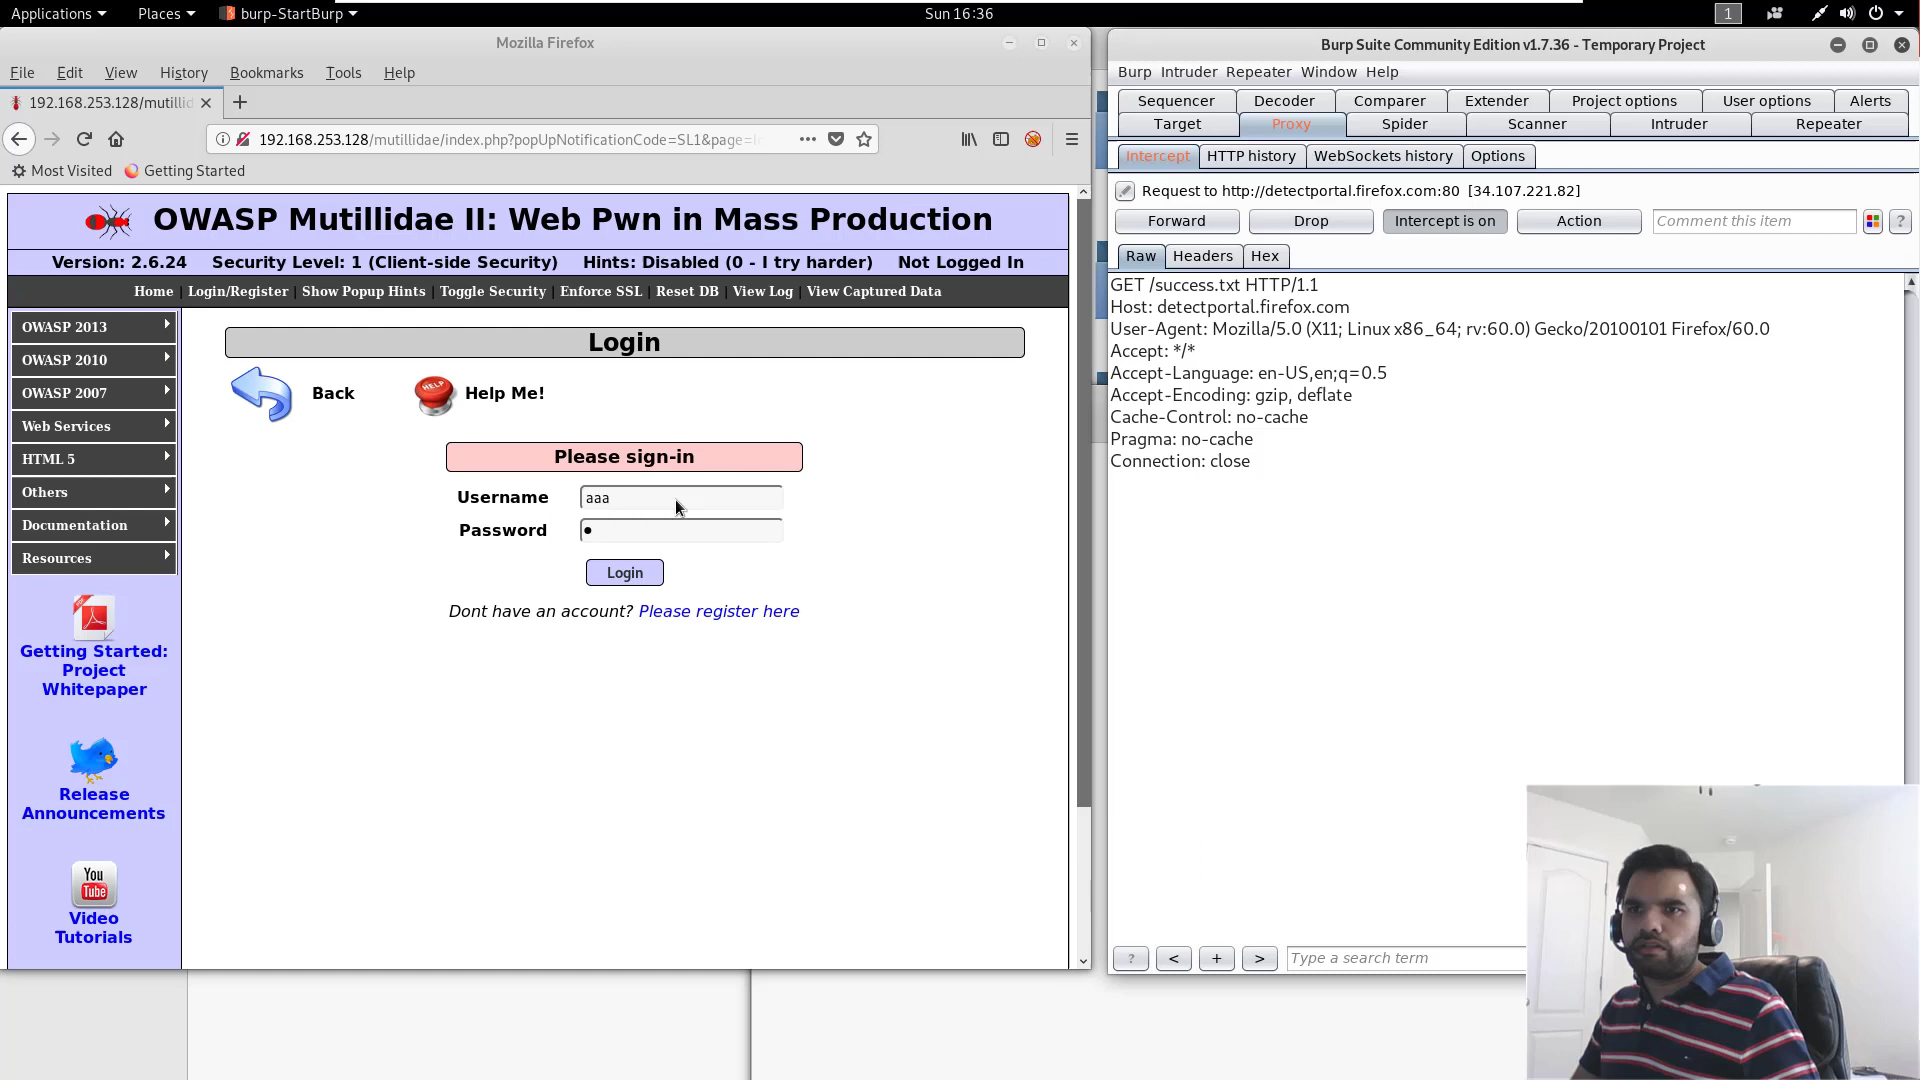 Applications Places burp-StartBurp Sun 16:36 1
Mozilla Firefox
File Edit View History Bookmarks Tools Help
192.168.253.128/mutillid
192.168.253.128/mutillidae/index.php?popUpNotificationCode=SL1&page=
Most Visited Getting Started
OWASP Mutillidae II: Web Pwn in Mass Production
Version: 2.6.24 Security Level: 1 (Client-side Security) Hints: Disabled (0 - I try harder) Not Logged In
Home | Login/Register | Show Popup Hints | Toggle Security | Enforce SSL | Reset DB | View Log | View Captured Data
OWASP 2013
OWASP 2010
OWASP 2007
Web Services
HTML 5
Others
Documentation
Resources
Getting Started:
Project
Whitepaper
Release
Announcements
You
Tube
Video
Tutorials
Login
Back HELP Help Me!
Please sign-in
Username aaa
Password •
Login
Dont have an account? Please register here
Burp Suite Community Edition v1.7.36 - Temporary Project
Burp Intruder Repeater Window Help
Sequencer Decoder Comparer Extender Project options User options Alerts
Target Proxy Spider Scanner Intruder Repeater
Intercept HTTP history WebSockets history Options
Request to http://detectportal.firefox.com:80 [34.107.221.82]
Forward Drop Intercept is on Action Comment this item ?
Raw Headers Hex
GET /success.txt HTTP/1.1
Host: detectportal.firefox.com
User-Agent: Mozilla/5.0 (X11; Linux x86_64; rv:60.0) Gecko/20100101 Firefox/60.0
Accept: */*
Accept-Language: en-US,en;q=0.5
Accept-Encoding: gzip, deflate
Cache-Control: no-cache
Pragma: no-cache
Connection: close
? < + > Type a search term